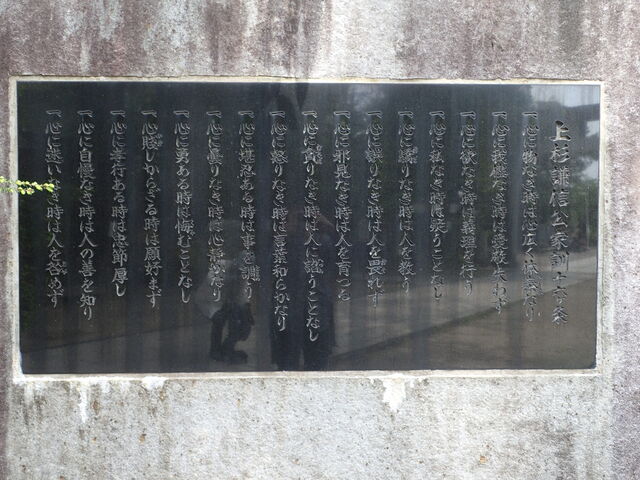 上杉謙信公家訓十六条
一心に物なき時は心広く体泰なり
一心に我儘なき時は愛敬失わず
一心に欲なき時は義理を行う
一心に私なき時は疑うことなし
一心に驕りなき時は人を教う
一心に誤りなき時は人を畏れず
一心に邪見なき時は人を育つる
一心に貪りなき時は人に諂うことなし
一心に怒りなき時は言葉和らかなり
一心に堪忍ある時は事を調う
一心に曇りなき時は心静かなり
一心に勇ある時は悔むことなし
一心賤しからざる時は願好まず
一心に孝行ある時は忠節厚し
一心に自慢なき時は人の善を知り
一心に迷いなき時は人を咎めず